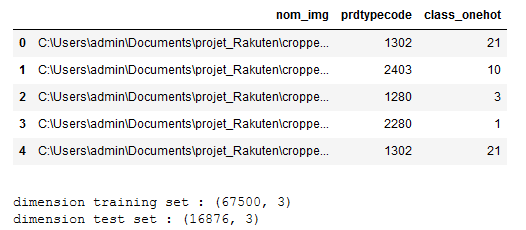 nom_img prdtypecode class_onehot
0 C:\Users\admin\Documents\projet_Rakuten\croppe... 1302 21
1 C:\Users\admin\Documents\projet_Rakuten\croppe... 2403 10
2 C:\Users\admin\Documents\projet_Rakuten\croppe... 1280 3
3 C:\Users\admin\Documents\projet_Rakuten\croppe... 2280 1
4 C:\Users\admin\Documents\projet_Rakuten\croppe... 1302 21
dimension training set : (67500, 3)
dimension test set : (16876, 3)